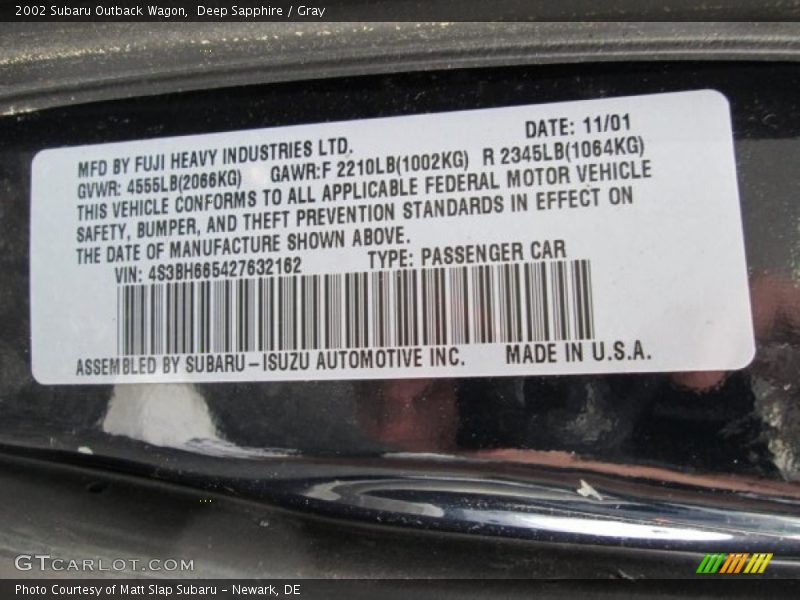 2002 Subaru Outback Wagon, Deep Sapphire / Gray
DATE: 11/01
MFD BY FUJI HEAVY INDUSTRIES LTD.
GVWR: 4555LB(2066KG) GAWR:F 2210LB(1002KG) R 2345LB(1064KG)
THIS VEHICLE CONFORMS TO ALL APPLICABLE FEDERAL MOTOR VEHICLE
SAFETY, BUMPER, AND THEFT PREVENTION STANDARDS IN EFFECT ON
THE DATE OF MANUFACTURE SHOWN ABOVE.
VIN: 4S3BH665427632162 TYPE: PASSENGER CAR
ASSEMBLED BY SUBARU-ISUZU AUTOMOTIVE INC. MADE IN U.S.A.
GTCARLOT.COM
Photo Courtesy of Matt Slap Subaru - Newark, DE